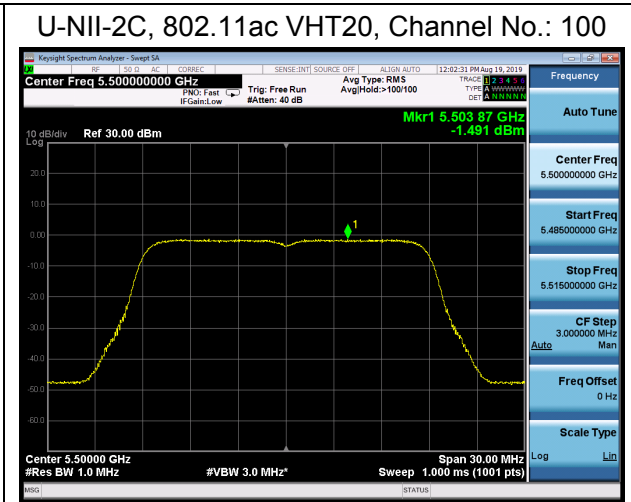 U-NII-2C, 802.11ac VHT20, Channel No.: 100
Keysight Spectrum Analyzer - Swept SA
RF 50 Ω AC CORREC SENSE:INT SOURCE OFF ALIGN AUTO 12:02:31 PM Aug 19, 2019
Center Freq 5.500000000 GHz
PNO: Fast
IFGain:Low
Trig: Free Run
#Atten: 40 dB
Avg Type: RMS
Avg|Hold:>100/100
TRACE 1 2 3 4 5 6
TYPE A WWWWW
DET A N N N N N
Frequency
Mkr1 5.503 87 GHz
-1.491 dBm
10 dB/div Ref 30.00 dBm
Log
20.0
10.0
0.00
-10.0
-20.0
-30.0
-40.0
-50.0
-60.0
1
Center 5.50000 GHz
Span 30.00 MHz
#Res BW 1.0 MHz
#VBW 3.0 MHz*
Sweep 1.000 ms (1001 pts)
MSG
STATUS
Auto Tune
Center Freq
5.500000000 GHz
Start Freq
5.485000000 GHz
Stop Freq
5.515000000 GHz
CF Step
3.000000 MHz
Auto Man
Freq Offset
0 Hz
Scale Type
Log Lin